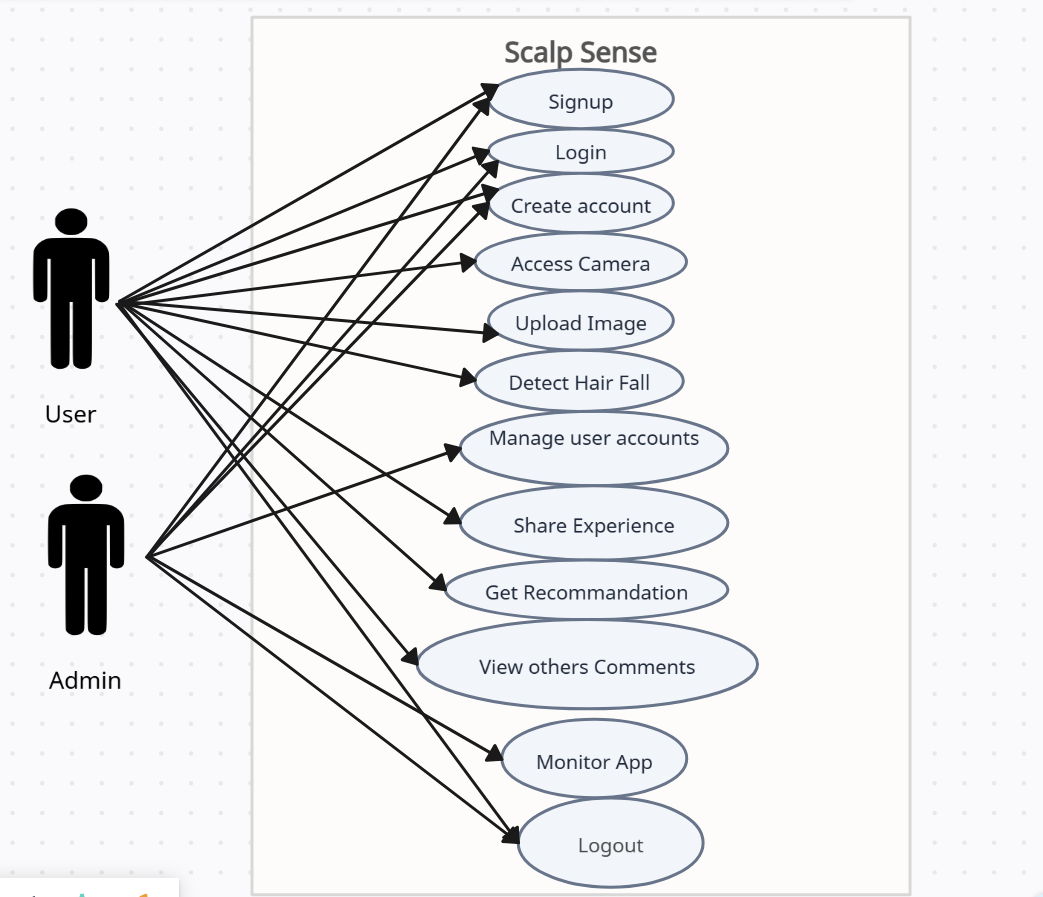 Scalp Sense
Signup
Login
Create account
Access Camera
Upload Image
Detect Hair Fall
User
Manage user accounts
Share Experience
Get Recommandation
View others Comments
Admin
Monitor App
Logout